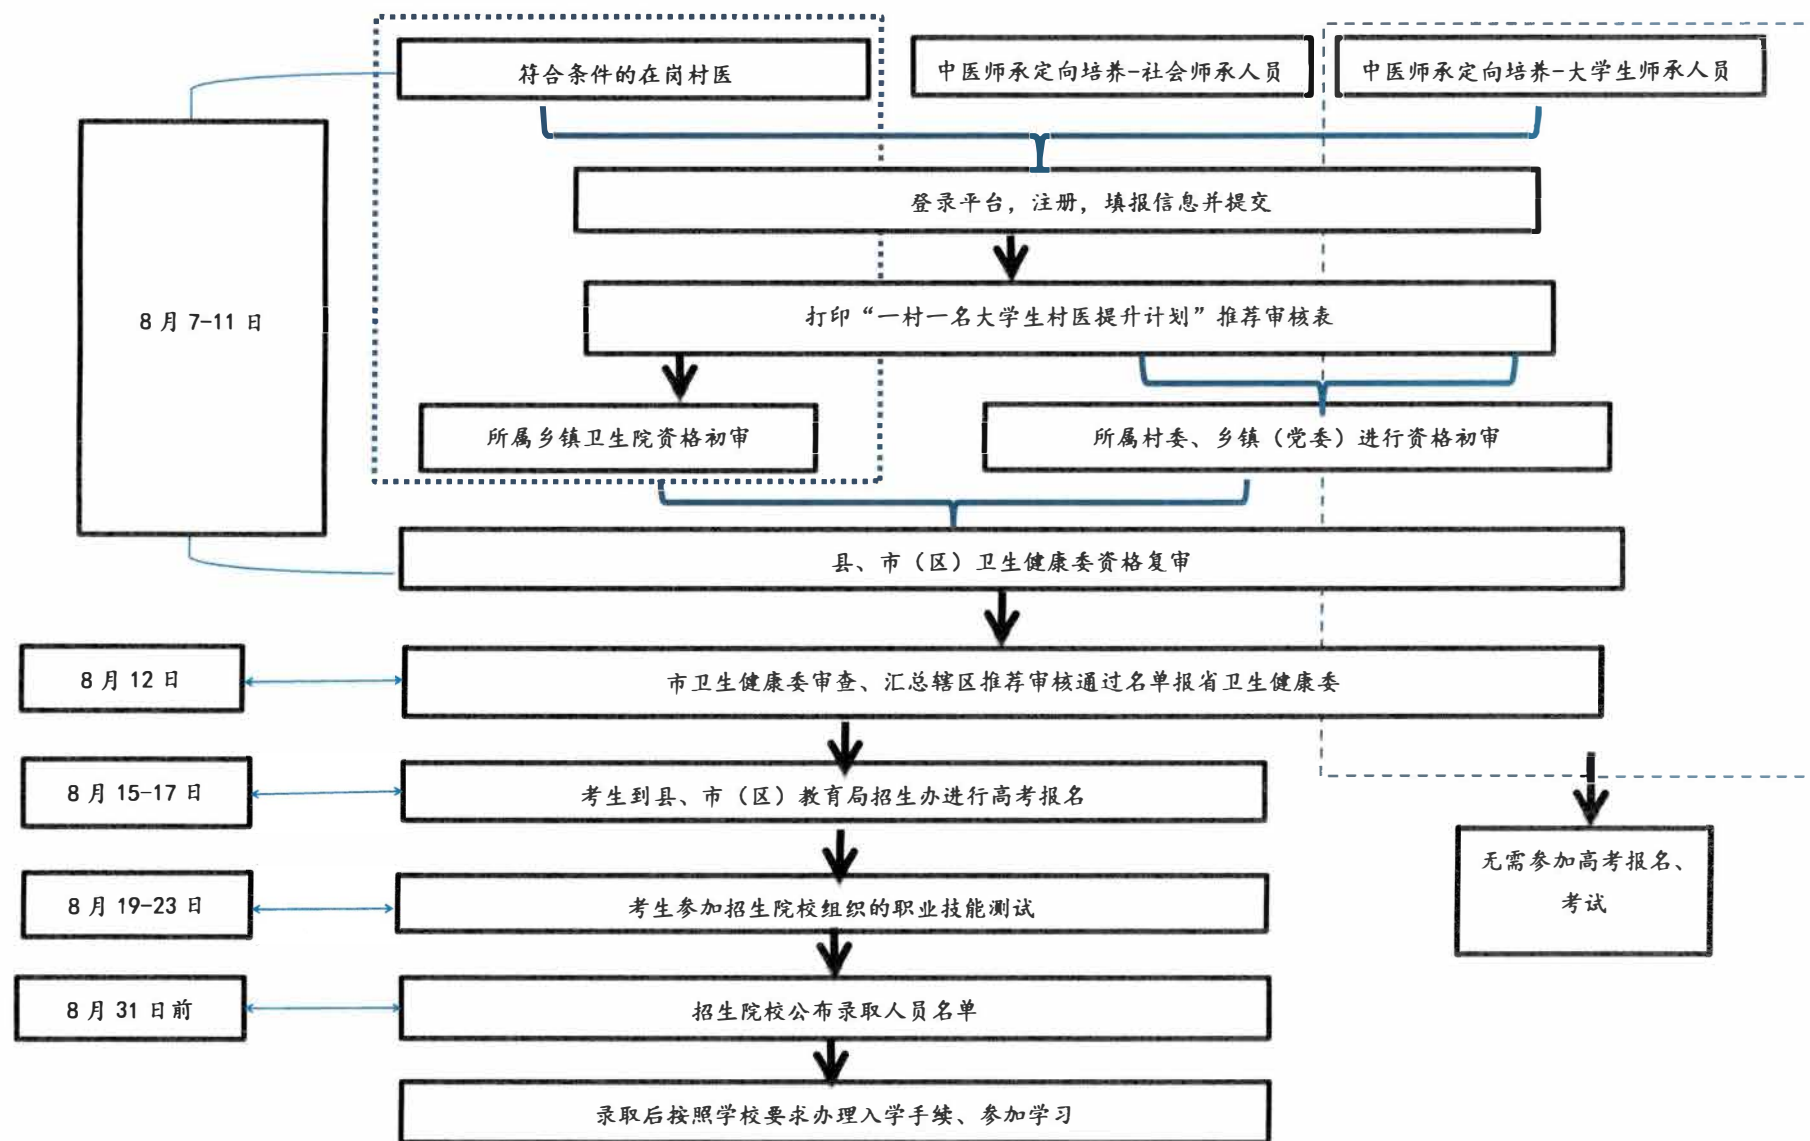 符合条件的在岗村医
中医师承定向培养-社会师承人员
中医师承定向培养-大学生师承人员
登录平台，注册，填报信息并提交
8月7-11日
打印“一村一名大学生村医提升计划”推荐审核表
所属乡镇卫生院资格初审
所属村委、乡镇（党委）进行资格初审
县、市（区）卫生健康委资格复审
8月12日
市卫生健康委审查、汇总辖区推荐审核通过名单报省卫生健康委
8月15-17日
考生到县、市（区）教育局招生办进行高考报名
无需参加高考报名、
考试
8月19-23日
考生参加招生院校组织的职业技能测试
8月31日前
招生院校公布录取人员名单
录取后按照学校要求办理入学手续、参加学习